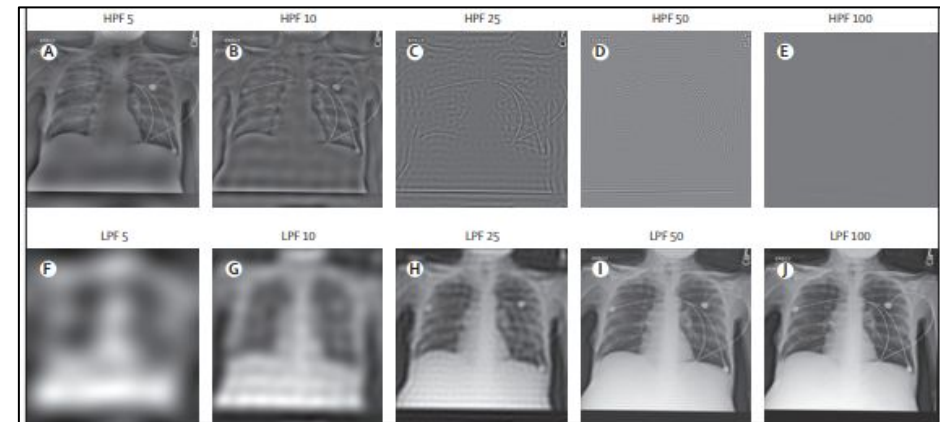 HPF 5 HPF 10 HPF 25 HPF 50 HPF 100
A B C D E
LPF 5 LPF 10 LPF 25 LPF 50 LPF 100
F G H I J